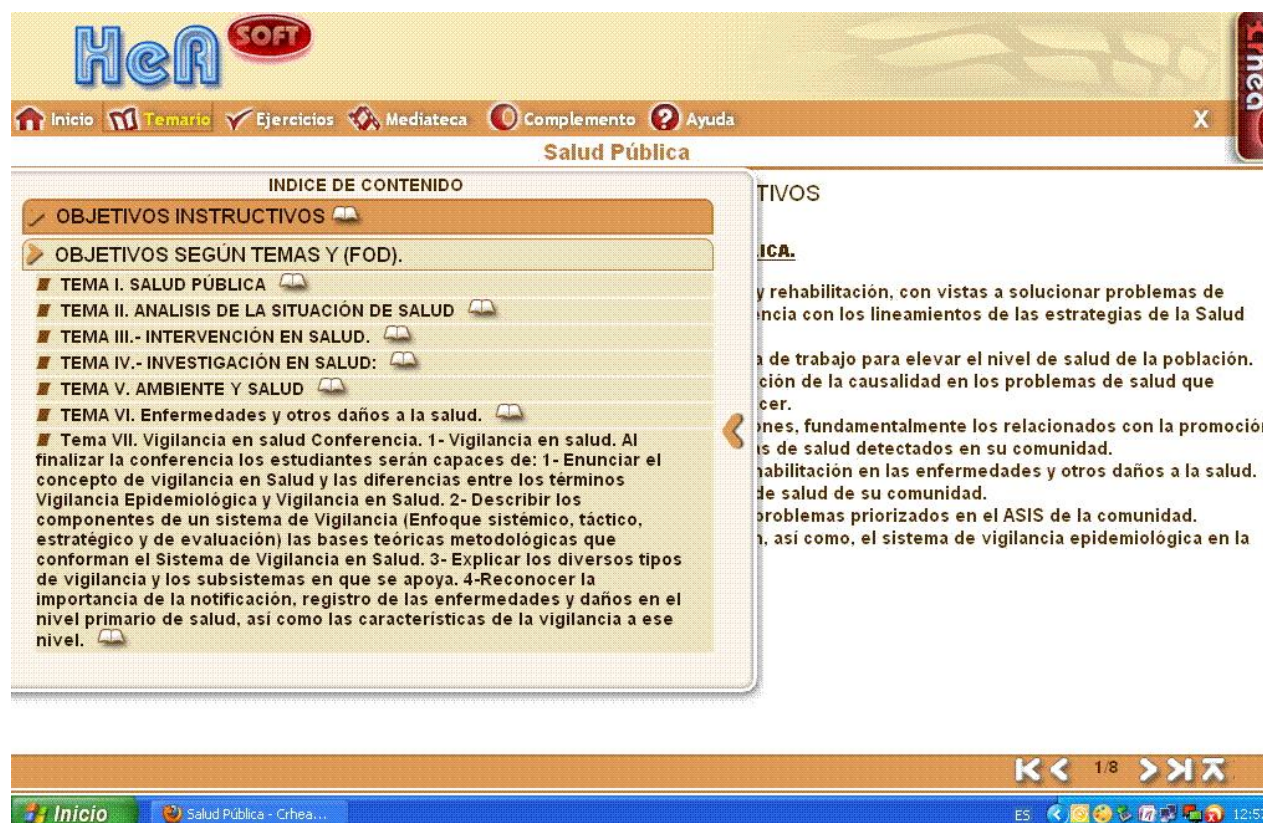 HeA SOFT
Crhea
Inicio Temario Ejercicios Mediateca Complemento Ayuda X
Salud Pública
INDICE DE CONTENIDO
OBJETIVOS INSTRUCTIVOS
OBJETIVOS SEGÚN TEMAS Y (FOD).
TEMA I. SALUD PÚBLICA
TEMA II. ANALISIS DE LA SITUACIÓN DE SALUD
TEMA III.- INTERVENCIÓN EN SALUD.
TEMA IV.- INVESTIGACIÓN EN SALUD:
TEMA V. AMBIENTE Y SALUD
TEMA VI. Enfermedades y otros daños a la salud.
Tema VII. Vigilancia en salud Conferencia. 1- Vigilancia en salud. Al
finalizar la conferencia los estudiantes serán capaces de: 1- Enunciar el
concepto de vigilancia en Salud y las diferencias entre los términos
Vigilancia Epidemiológica y Vigilancia en Salud. 2- Describir los
componentes de un sistema de Vigilancia (Enfoque sistémico, táctico,
estratégico y de evaluación) las bases teóricas metodológicas que
conforman el Sistema de Vigilancia en Salud. 3- Explicar los diversos tipos
de vigilancia y los subsistemas en que se apoya. 4-Reconocer la
importancia de la notificación, registro de las enfermedades y daños en el
nivel primario de salud, así como las características de la vigilancia a ese
nivel.
TIVOS
ICA.
y rehabilitación, con vistas a solucionar problemas de
encia con los lineamientos de las estrategias de la Salud
a de trabajo para elevar el nivel de salud de la población.
ción de la causalidad en los problemas de salud que
cer.
ones, fundamentalmente los relacionados con la promoción
as de salud detectados en su comunidad.
habilitación en las enfermedades y otros daños a la salud.
de salud de su comunidad.
problemas priorizados en el ASIS de la comunidad.
n, así como, el sistema de vigilancia epidemiológica en la
1/8
Inicio Salud Pública - Crhea... ES 12:57